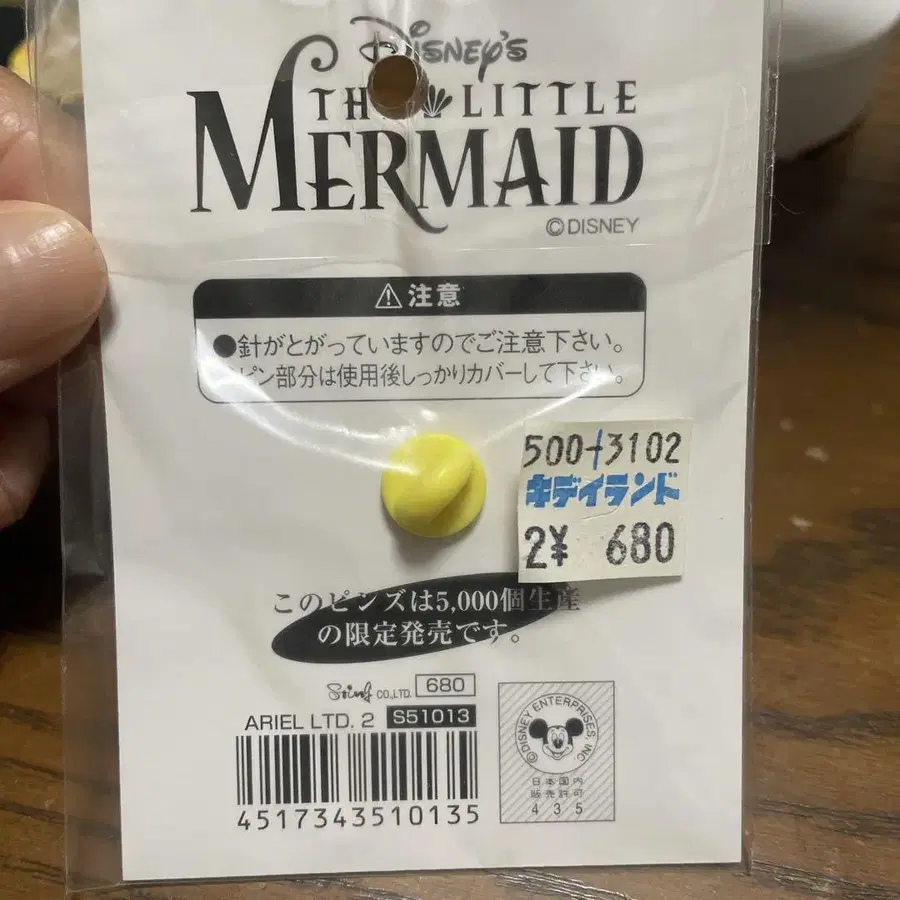 DISNEY'S
THE LITTLE
MERMAID
©DISNEY
⚠注意
●針がとがっていますのでご注意下さい。
ピン部分は使用後しっかりカバーして下さい。
500-3102
キデイランド
2¥ 680
このピンズは5,000個生産
の限定発売です。
CO.,LTD. 680
ARIEL LTD. 2 S51013
4517343510135
©DISNEY ENTERPRISES, INC
日本国内
販売許可
435